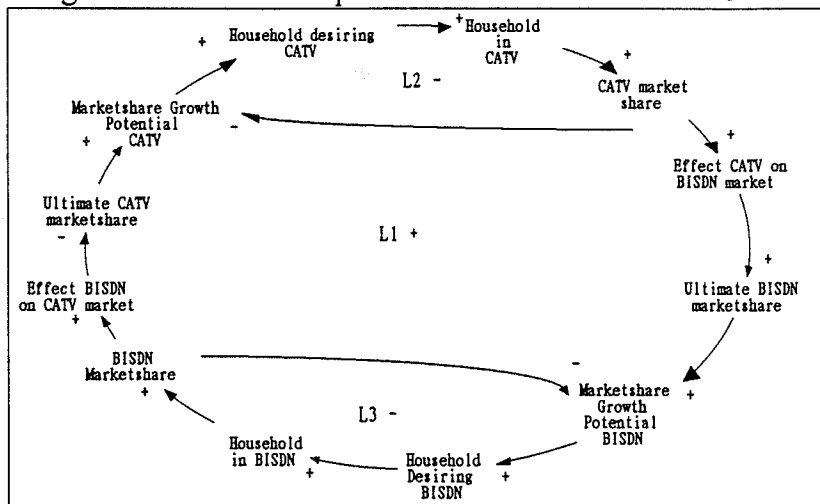 +
Household desiring
CATV
+
Household
in
CATV
+
CATV market
share
L2 -
Marketshare Growth
Potential
CATV
+
-
+
Effect CATV on
BISDN market
Ultimate CATV
marketshare
-
L1 +
+
Ultimate BISDN
marketshare
Effect BISDN
on CATV market
+
BISDN
Marketshare
+
-
Marketshare
Growth
Potential
BISDN
+
L3 -
Household
in BISDN
+
Household
Desiring
BISDN
+